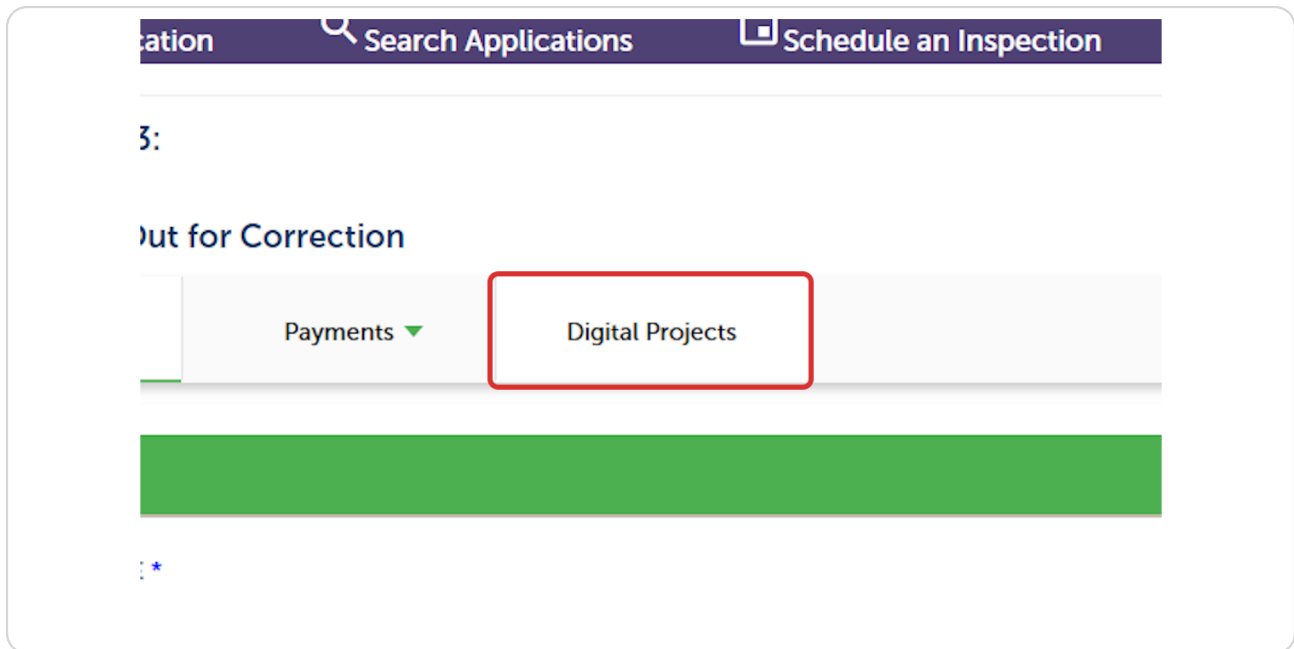 cation Search Applications Schedule an Inspection
3:
Out for Correction
Payments Digital Projects
*